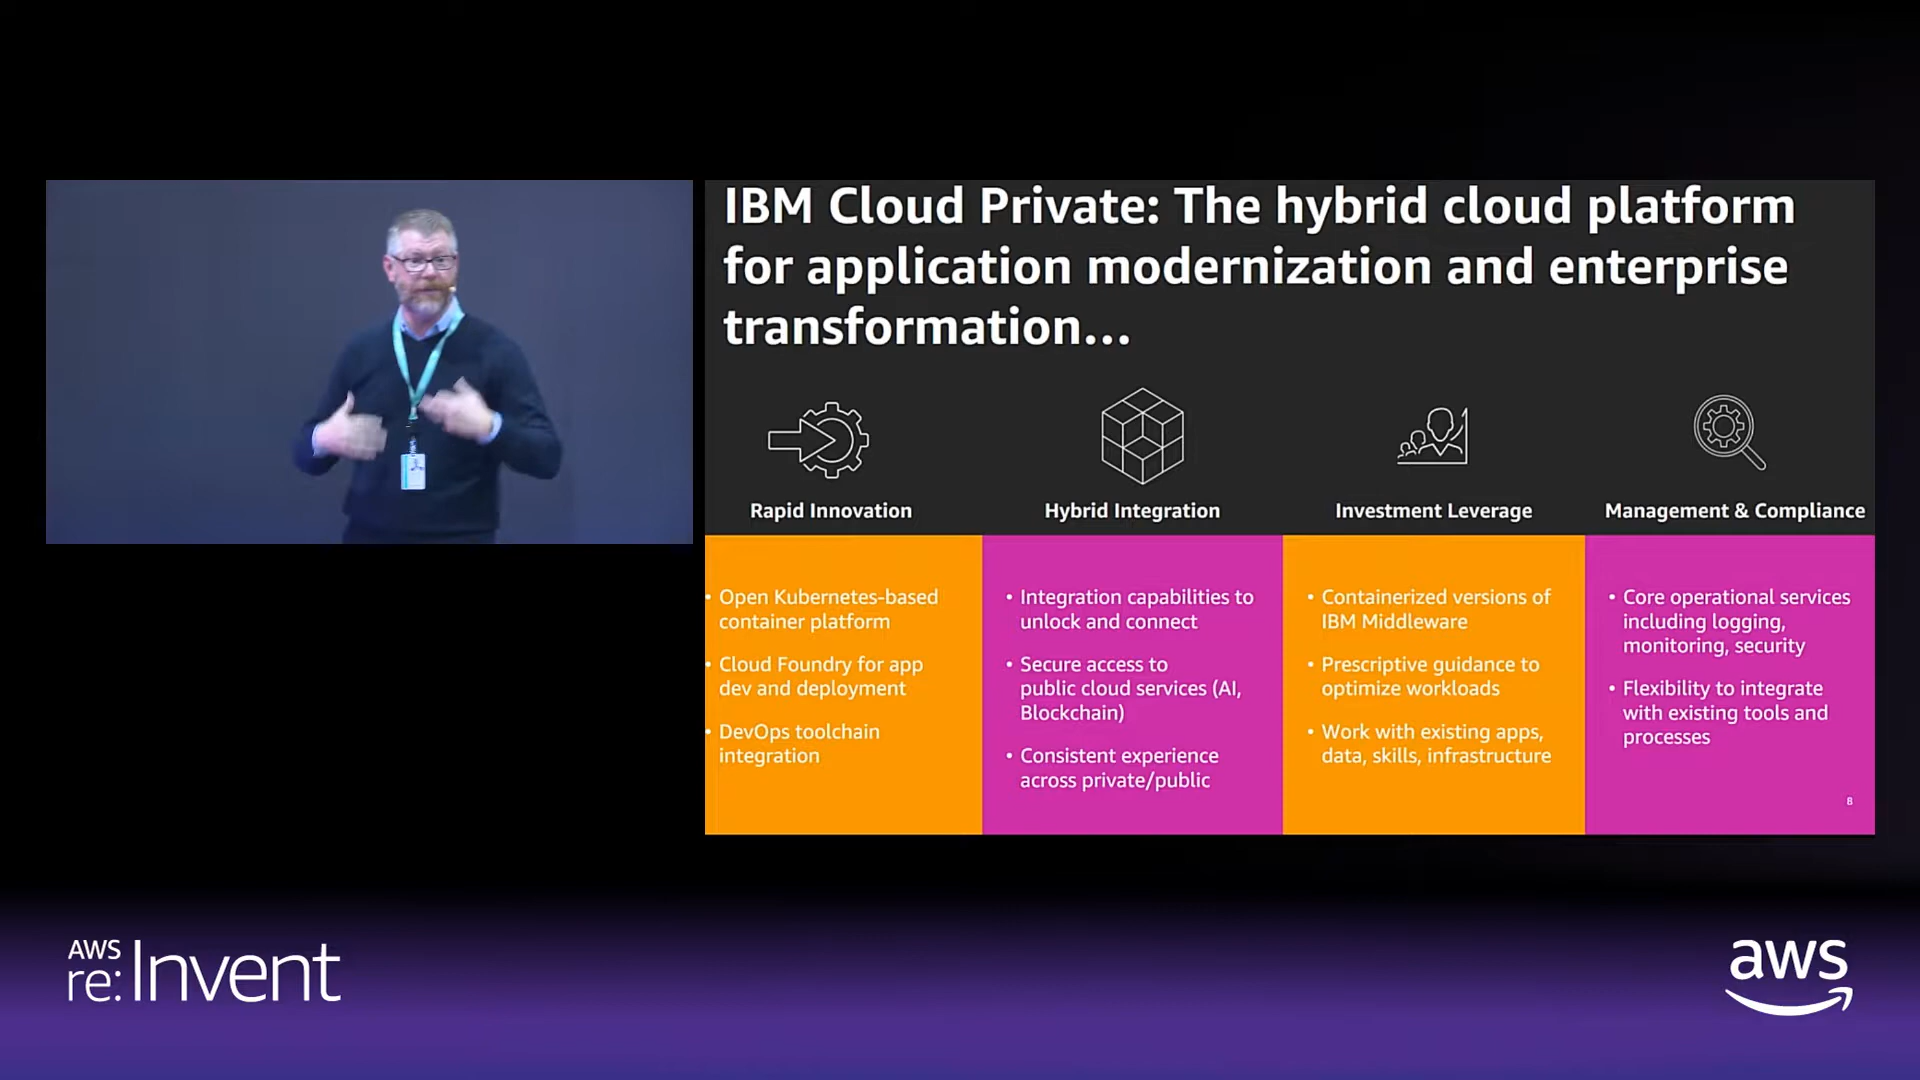 IBM Cloud Private: The hybrid cloud platform
for application modernization and enterprise
transformation...
Rapid Innovation
Hybrid Integration
Investment Leverage
Management & Compliance
• Open Kubernetes-based
container platform
• Cloud Foundry for app
dev and deployment
• DevOps toolchain
integration
• Integration capabilities to
unlock and connect
• Secure access to
public cloud services (AI,
Blockchain)
• Consistent experience
across private/public
• Containerized versions of
IBM Middleware
• Prescriptive guidance to
optimize workloads
• Work with existing apps,
data, skills, infrastructure
• Core operational services
including logging,
monitoring, security
• Flexibility to integrate
with existing tools and
processes
8
AWS
re:Invent
aws